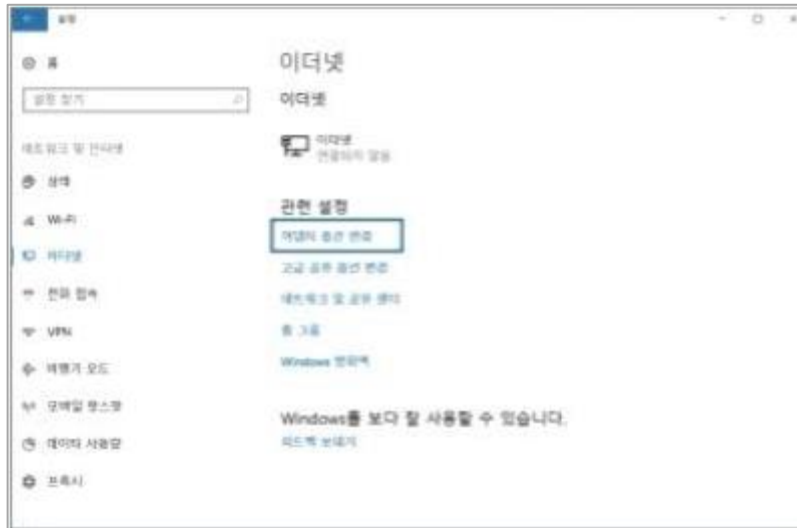 설정
홈
설정 찾기
네트워크 및 인터넷
상태
Wi-Fi
이더넷
전화 접속
VPN
비행기 모드
모바일 핫스팟
데이터 사용량
프록시
이더넷
이더넷
이더넷
연결되지 않음
관련 설정
어댑터 옵션 변경
고급 공유 옵션 변경
네트워크 및 공유 센터
홈 그룹
Windows 방화벽
Windows를 보다 잘 사용할 수 있습니다.
피드백 보내기